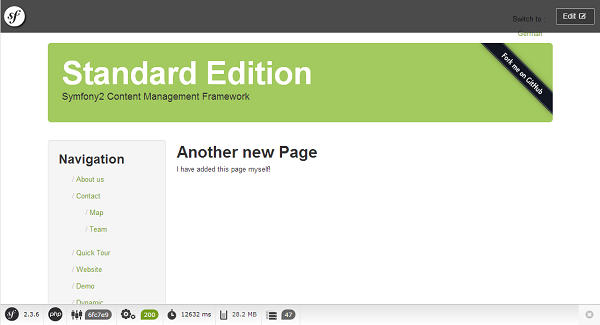 sf
Switch to :
German
Edit
Standard Edition
Symfony2 Content Management Framework
Fork me on GitHub
Navigation
/ About us
/ Contact
/ Map
/ Team
/ Quick Tour
/ Website
/ Demo
/ Dynamic
Another new Page
I have added this page myself!
sf 2.3.6 php 6fc7e9 200 12632 ms 28.2 MB 47